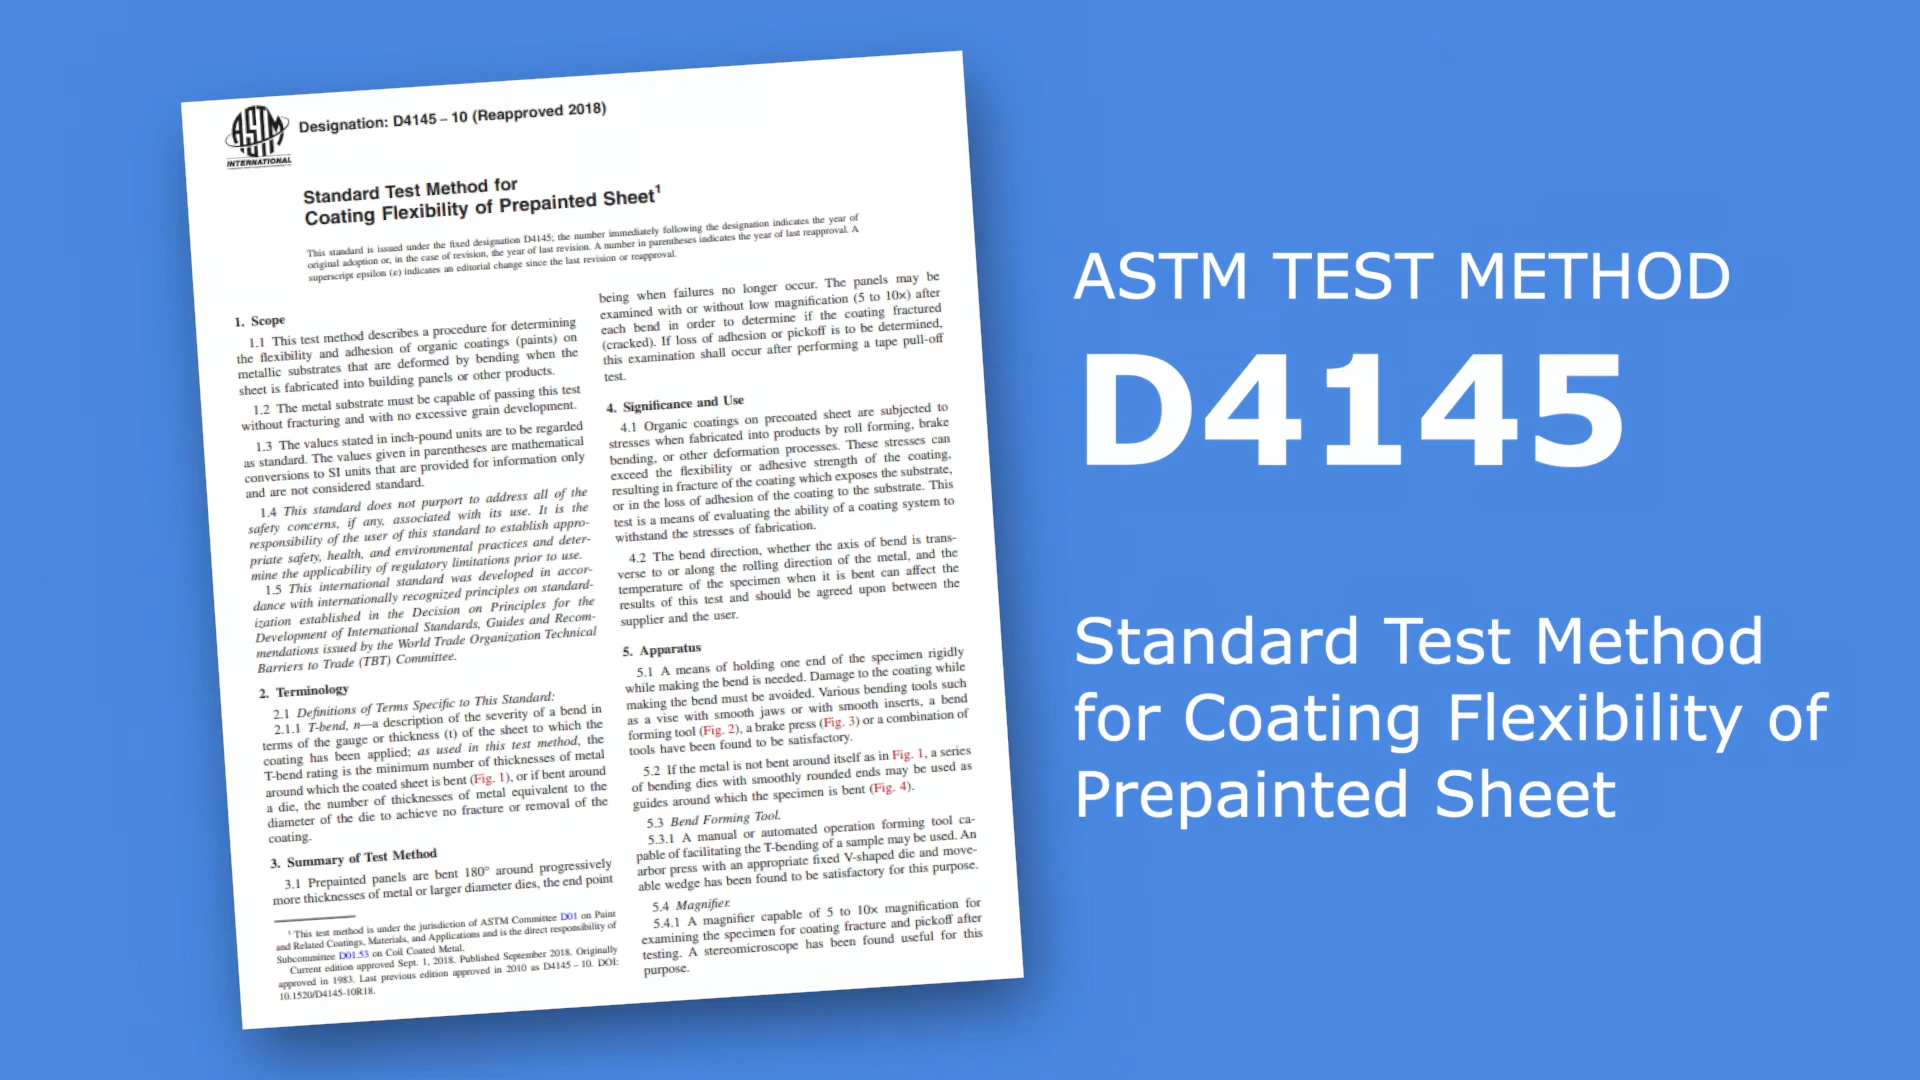 ASTM
INTERNATIONAL
Designation: D4145 – 10 (Reapproved 2018)
Standard Test Method for
Coating Flexibility of Prepainted Sheet1
This standard is issued under the fixed designation D4145; the number immediately following the designation indicates the year of
original adoption or, in the case of revision, the year of last revision. A number in parentheses indicates the year of last reapproval. A
superscript epsilon (ε) indicates an editorial change since the last revision or reapproval.
1. Scope
1.1 This test method describes a procedure for determining
the flexibility and adhesion of organic coatings (paints) on
metallic substrates that are deformed by bending when the
sheet is fabricated into building panels or other products.
1.2 The metal substrate must be capable of passing this test
without fracturing and with no excessive grain development.
1.3 The values stated in inch-pound units are to be regarded
as standard. The values given in parentheses are mathematical
conversions to SI units that are provided for information only
and are not considered standard.
1.4 This standard does not purport to address all of the
safety concerns, if any, associated with its use. It is the
responsibility of the user of this standard to establish appro-
priate safety, health, and environmental practices and deter-
mine the applicability of regulatory limitations prior to use.
1.5 This international standard was developed in accor-
dance with internationally recognized principles on standard-
ization established in the Decision on Principles for the
Development of International Standards, Guides and Recom-
mendations issued by the World Trade Organization Technical
Barriers to Trade (TBT) Committee.
2. Terminology
2.1 Definitions of Terms Specific to This Standard:
2.1.1 T-bend, n—a description of the severity of a bend in
terms of the gauge or thickness (t) of the sheet to which the
coating has been applied; as used in this test method, the
T-bend rating is the minimum number of thicknesses of metal
around which the coated sheet is bent (Fig. 1), or if bent around
a die, the number of thicknesses of metal equivalent to the
diameter of the die to achieve no fracture or removal of the
coating.
3. Summary of Test Method
3.1 Prepainted panels are bent 180° around progressively
more thicknesses of metal or larger diameter dies, the end point
1 This test method is under the jurisdiction of ASTM Committee D01 on Paint
and Related Coatings, Materials, and Applications and is the direct responsibility of
Subcommittee D01.53 on Coil Coated Metal.
Current edition approved Sept. 1, 2018. Published September 2018. Originally
approved in 1983. Last previous edition approved in 2010 as D4145 – 10. DOI:
10.1520/D4145-10R18.
being when failures no longer occur. The panels may be
examined with or without low magnification (5 to 10×) after
each bend in order to determine if the coating fractured
(cracked). If loss of adhesion or pickoff is to be determined,
this examination shall occur after performing a tape pull-off
test.
4. Significance and Use
4.1 Organic coatings on precoated sheet are subjected to
stresses when fabricated into products by roll forming, brake
bending, or other deformation processes. These stresses can
exceed the flexibility or adhesive strength of the coating,
resulting in fracture of the coating which exposes the substrate,
or in the loss of adhesion of the coating to the substrate. This
test is a means of evaluating the ability of a coating system to
withstand the stresses of fabrication.
4.2 The bend direction, whether the axis of bend is trans-
verse to or along the rolling direction of the metal, and the
temperature of the specimen when it is bent can affect the
results of this test and should be agreed upon between the
supplier and the user.
5. Apparatus
5.1 A means of holding one end of the specimen rigidly
while making the bend is needed. Damage to the coating while
making the bend must be avoided. Various bending tools such
as a vise with smooth jaws or with smooth inserts, a bend
forming tool (Fig. 2), a brake press (Fig. 3) or a combination of
tools have been found to be satisfactory.
5.2 If the metal is not bent around itself as in Fig. 1, a series
of bending dies with smoothly rounded ends may be used as
guides around which the specimen is bent (Fig. 4).
5.3 Bend Forming Tool.
5.3.1 A manual or automated operation forming tool ca-
pable of facilitating the T-bending of a sample may be used. An
arbor press with an appropriate fixed V-shaped die and move-
able wedge has been found to be satisfactory for this purpose.
5.4 Magnifier.
5.4.1 A magnifier capable of 5 to 10× magnification for
examining the specimen for coating fracture and pickoff after
testing. A stereomicroscope has been found useful for this
purpose.
ASTM TEST METHOD
D4145
Standard Test Method
for Coating Flexibility of
Prepainted Sheet